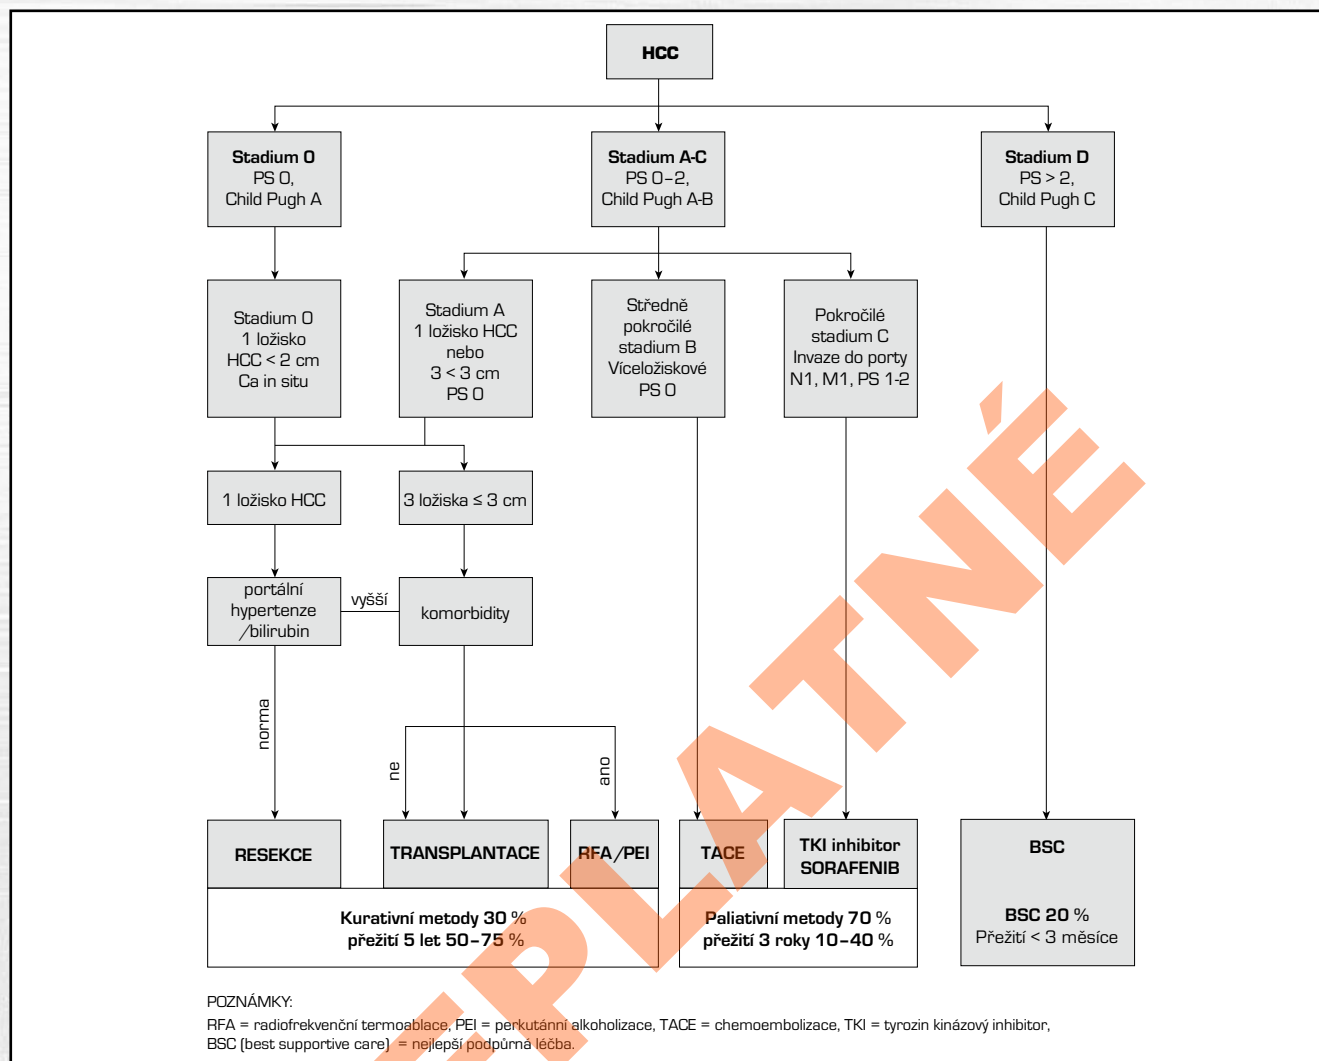 HCC
Stadium 0
PS 0,
Child Pugh A
Stadium A-C
PS 0–2,
Child Pugh A-B
Stadium D
PS > 2,
Child Pugh C
Stadium 0
1 ložisko
HCC < 2 cm
Ca in situ
Stadium A
1 ložisko HCC
nebo
3 < 3 cm
PS 0
Středně
pokročilé
stadium B
Víceložiskové
PS 0
Pokročilé
stadium C
Invaze do porty
N1, M1, PS 1-2
1 ložisko HCC
3 ložiska ≤ 3 cm
portální
hypertenze
/bilirubin
vyšší
komorbidity
norma
ne
ano
RESEKCE
TRANSPLANTACE
RFA/PEI
TACE
TKI inhibitor
SORAFENIB
BSC
Kurativní metody 30 %
přežití 5 let 50–75 %
Paliativní metody 70 %
přežití 3 roky 10–40 %
BSC 20 %
Přežití < 3 měsíce
POZNÁMKY:
RFA = radiofrekvenční termoablace, PEI = perkutánní alkoholizace, TACE = chemoembolizace, TKI = tyrozin kinázový inhibitor,
BSC (best supportive care) = nejlepší podpůrná léčba.
EPLATNÉ